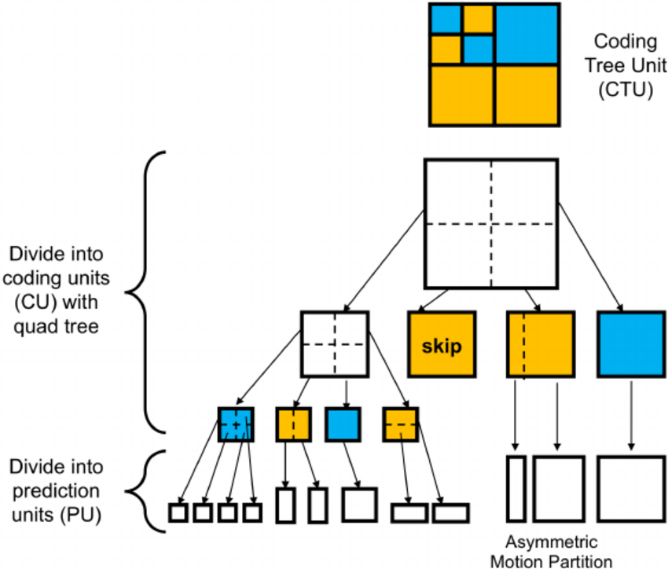 Coding
Tree Unit
(CTU)
Divide into
coding units
(CU) with
quad tree
skip
Divide into
prediction
units (PU)
Asymmetric
Motion Partition